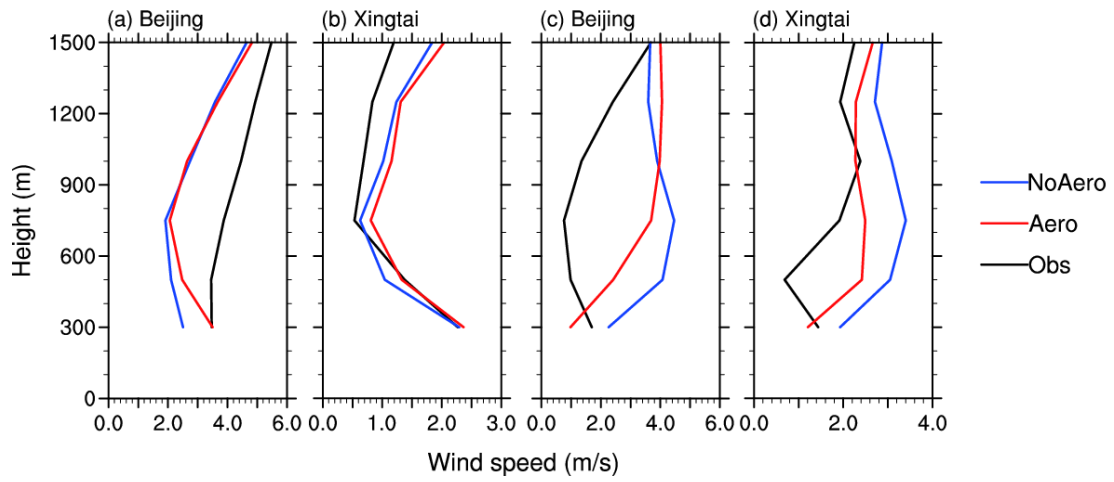 (a) Beijing (b) Xingtai (c) Beijing (d) Xingtai
1500
1200
900
600
300
0
Height (m)
0.0 2.0 4.0 6.0 0.0 1.0 2.0 3.0 0.0 2.0 4.0 6.0 0.0 2.0 4.0
Wind speed (m/s)
NoAero
Aero
Obs